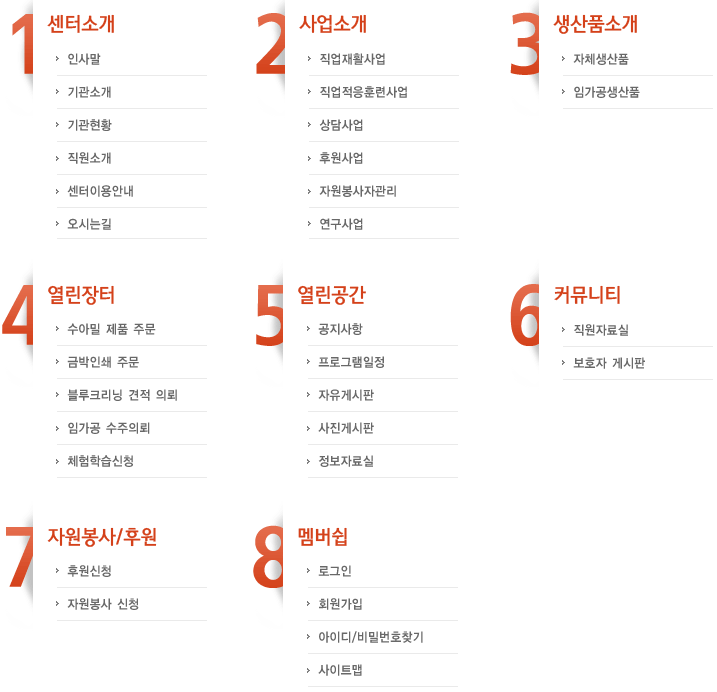 1 센터소개
인사말
기관소개
기관현황
직원소개
센터이용안내
오시는길
2 사업소개
직업재활사업
직업적응훈련사업
상담사업
후원사업
자원봉사자관리
연구사업
3 생산품소개
자체생산품
임가공생산품
4 열린장터
수아밀 제품 주문
금박인쇄 주문
블루크리닝 견적 의뢰
임가공 수주의뢰
체험학습신청
5 열린공간
공지사항
프로그램일정
자유게시판
사진게시판
정보자료실
6 커뮤니티
직원자료실
보호자 게시판
7 자원봉사/후원
후원신청
자원봉사 신청
8 멤버쉽
로그인
회원가입
아이디/비밀번호찾기
사이트맵